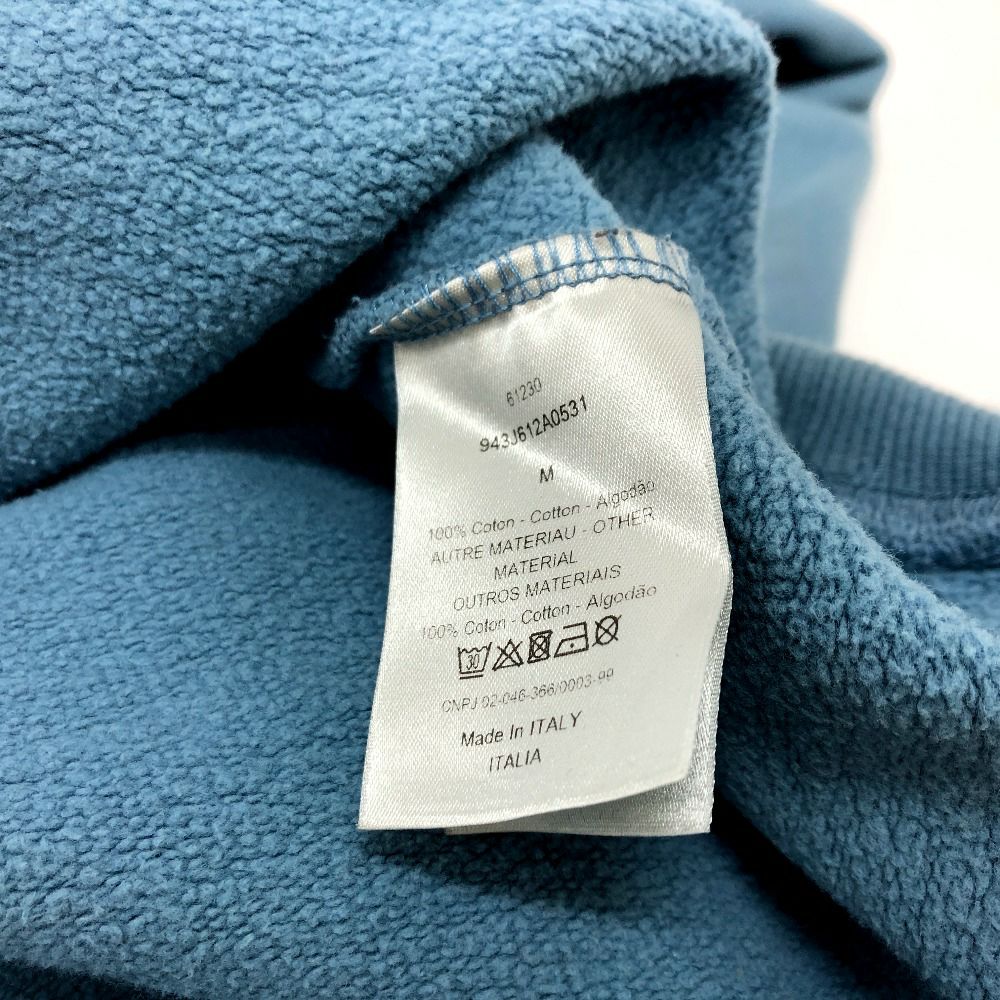 61230
943J612A0531
M
100% Coton - Cotton - Algodão
AUTRE MATERIAU - OTHER
MATERIAL
OUTROS MATERIAIS
100% Coton - Cotton - Algodão
30
CNPJ 02-046-366/0003-99
Made In ITALY
ITALIA